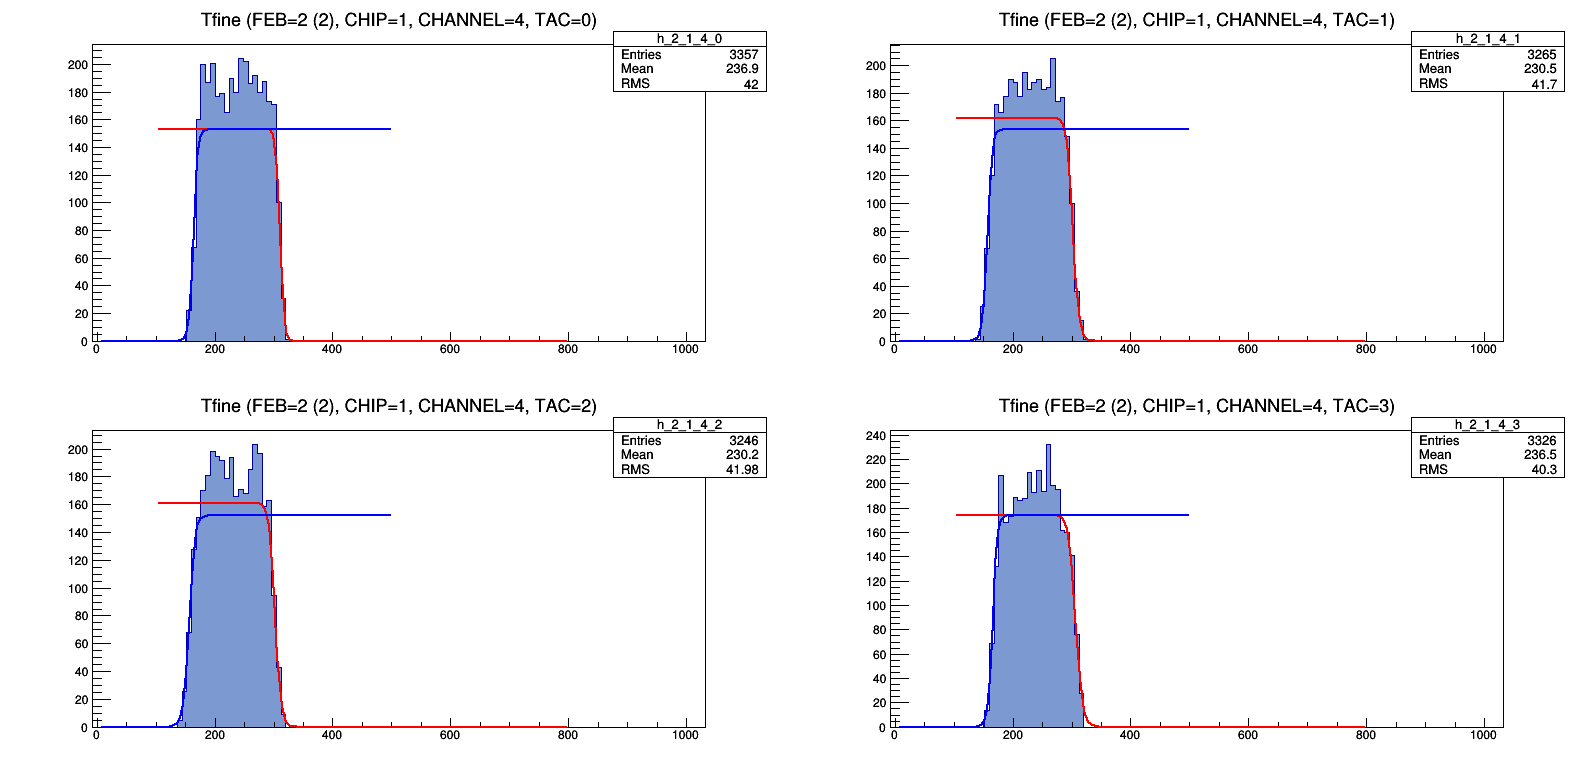 Tfine (FEB=2 (2), CHIP=1, CHANNEL=4, TAC=0)
h_2_1_4_0
Entries 3357
Mean 236.9
RMS 42
200
180
160
140
120
100
80
60
40
20
0
0 200 400 600 800 1000
Tfine (FEB=2 (2), CHIP=1, CHANNEL=4, TAC=1)
h_2_1_4_1
Entries 3265
Mean 230.5
RMS 41.7
200
180
160
140
120
100
80
60
40
20
0
0 200 400 600 800 1000
Tfine (FEB=2 (2), CHIP=1, CHANNEL=4, TAC=2)
h_2_1_4_2
Entries 3246
Mean 230.2
RMS 41.98
200
180
160
140
120
100
80
60
40
20
0
0 200 400 600 800 1000
Tfine (FEB=2 (2), CHIP=1, CHANNEL=4, TAC=3)
h_2_1_4_3
Entries 3326
Mean 236.5
RMS 40.3
240
220
200
180
160
140
120
100
80
60
40
20
0
0 200 400 600 800 1000